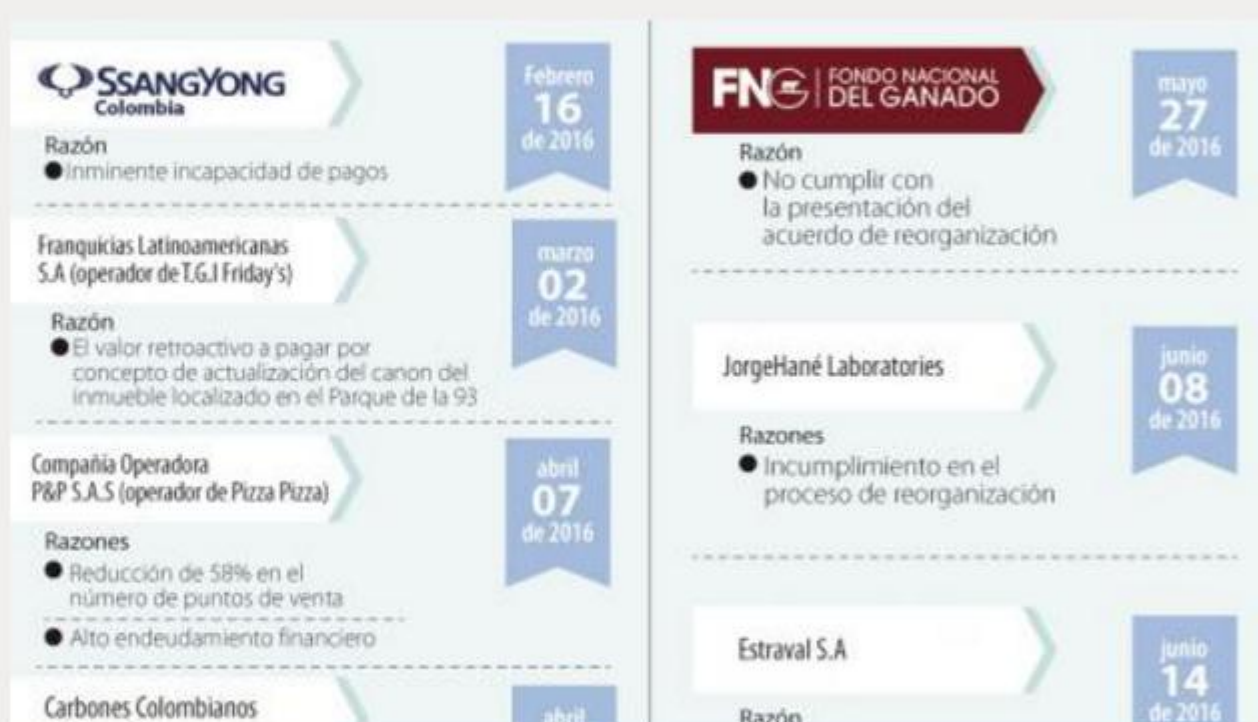 SSANGYONG
Colombia
Febrero
16
de 2016
Razón
●Inminente incapacidad de pagos
Franquicias Latinoamericanas
S.A (operador de T.G.I Friday's)
marzo
02
de 2016
Razón
●El valor retroactivo a pagar por
concepto de actualización del canon del
inmueble localizado en el Parque de la 93
Compañia Operadora
P&P S.A.S (operador de Pizza Pizza)
abril
07
de 2016
Razones
● Reducción de 58% en el
número de puntos de venta
● Alto endeudamiento financiero
Carbones Colombianos
abril
FNG FONDO NACIONAL
DEL GANADO
mayo
27
de 2016
Razón
● No cumplir con
la presentación del
acuerdo de reorganización
JorgeHané Laboratories
junio
08
de 2016
Razones
● Incumplimiento en el
proceso de reorganización
Estraval S.A
junio
14
de 2016
Razón